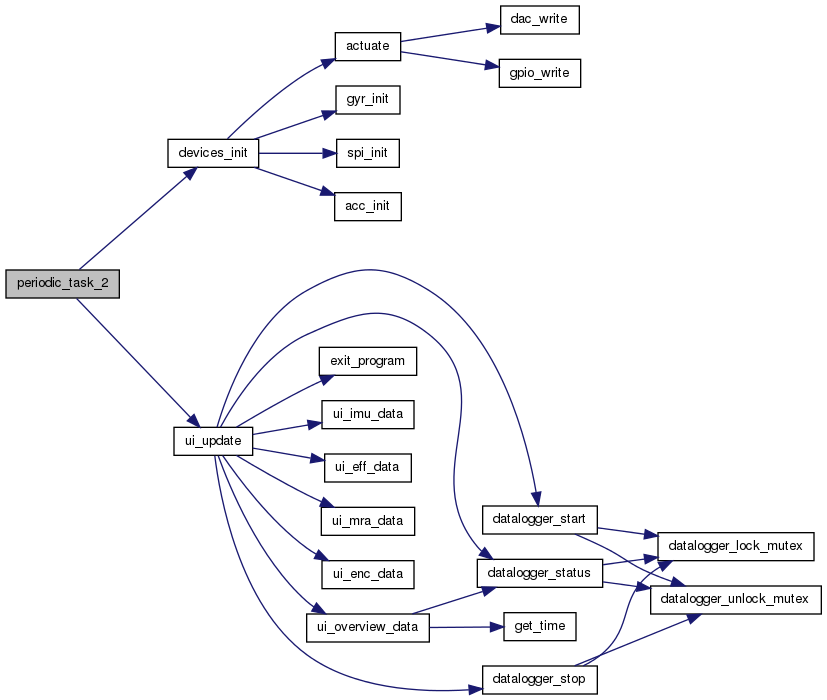 dac_write
actuate
gpio_write
gyr_init
devices_init
spi_init
acc_init
periodic_task_2
exit_program
ui_imu_data
ui_update
ui_eff_data
ui_mra_data
datalogger_start
datalogger_lock_mutex
ui_enc_data
datalogger_status
datalogger_unlock_mutex
ui_overview_data
get_time
datalogger_stop